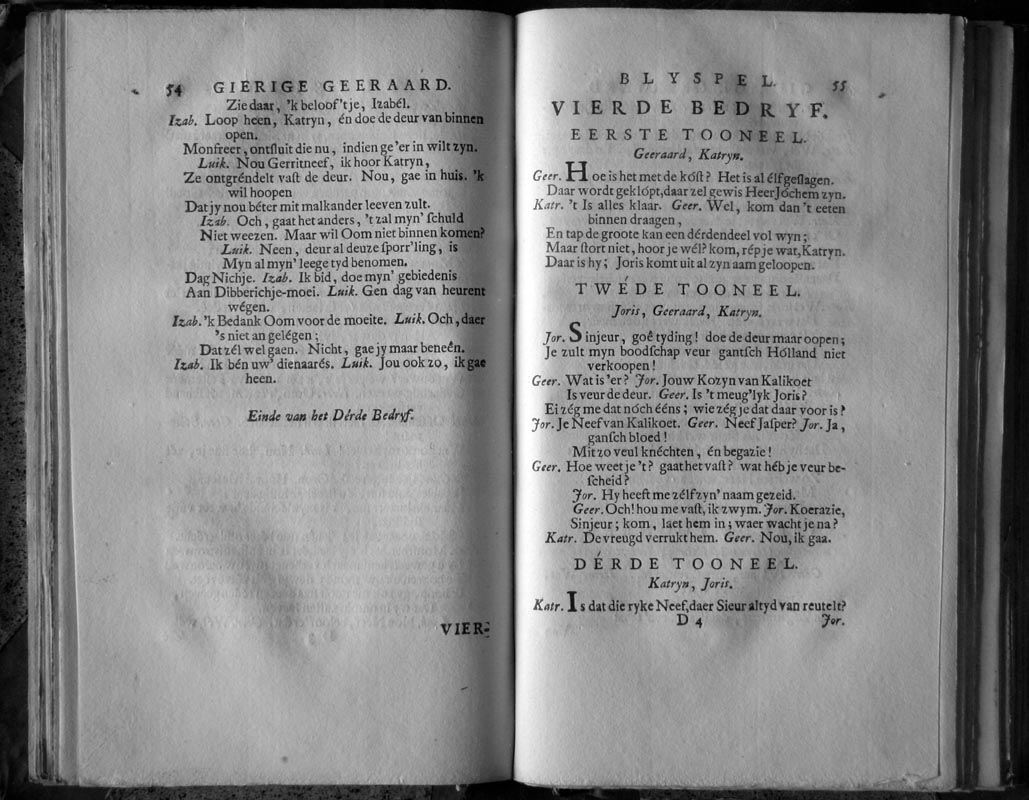 54 GIERIGE GEERAARD.
Zie daar, 'k beloof'tje, Izabél.
Izab. Loop heen, Katryn, én doe de deur van binnen
open.
Monfreer, ontſluit die nu, indien ge'er in wilt zyn.
Luik. Nou Gerritneef, ik hoor Katryn,
Ze ontgréndelt vaſt de deur. Nou, gae in huis. 'k
wil hoopen
Dat jy nou béter mit malkander leeven zult.
Izab. Och, gaat het anders, 't zal myn' ſchuld
Niet weezen. Maar wil Oom niet binnen komen?
Luik. Neen, deur al deuze ſpor'ling, is
Myn al myn' leege tyd benomen.
Dag Nichje. Izab. Ik bid, doe myn' gebiedenis
Aan Dibberichje-moei. Luik. Gen dag van heurent
wégen.
Izab. 'k Bedank Oom voor de moeite. Luik. Och, daer
's niet an gelégen;
Dat zél wel gaen. Nicht, gae jy maar beneên.
Izab. Ik bén uw' dienaarés. Luik. Jou ook zo, ik gae
heen.
Einde van het Dérde Bedryf.
VIER-
BLYSPEL. 55
VIERDE BEDRYF.
EERSTE TOONEEL.
Geeraard, Katryn.
Geer. Hoe is het met de kóſt? Het is al élf geſlagen.
Daar wordt geklópt, daar zel gewis Heer Jóchem zyn.
Katr. 't Is alles klaar. Geer. Wel, kom dan 't eeten
binnen draagen,
En tap de groote kan een dérdendeel vol wyn;
Maar ſtort niet, hoor je wél? kom, rép je wat, Katryn.
Daar is hy; Joris komt uit al zyn aam geloopen.
TWÉDE TOONEEL.
Joris, Geeraard, Katryn.
Jor. Sinjeur, goê tyding! doe de deur maar oopen;
Je zult myn boodſchap veur gantſch Hólland niet
verkoopen!
Geer. Wat is 'er? Jor. Jouw Kozyn van Kalikoet
Is veur de deur. Geer. Is 't meug'lyk Joris?
Ei zég me dat nóch ééns; wie zég je dat daar voor is?
Jor. Je Neef van Kalikoet. Geer. Neef Jaſper? Jor. Ja,
ganſch bloed!
Mit zo veul knéchten, én begazie!
Geer. Hoe weet je 't? gaat het vaſt? wat héb je veur be-
ſcheid?
Jor. Hy heeft me zélf zyn' naam gezeid.
Geer. Och! hou me vaſt, ik zwym. Jor. Koerazie,
Sinjeur; kom, laet hem in; waer wacht je na?
Katr. De vreugd verrukt hem. Geer. Nou, ik gaa.
DÉRDE TOONEEL.
Katryn, Joris.
Katr. Is dat die ryke Neef, daer Sieur altyd van reutelt?
D 4 Jor.